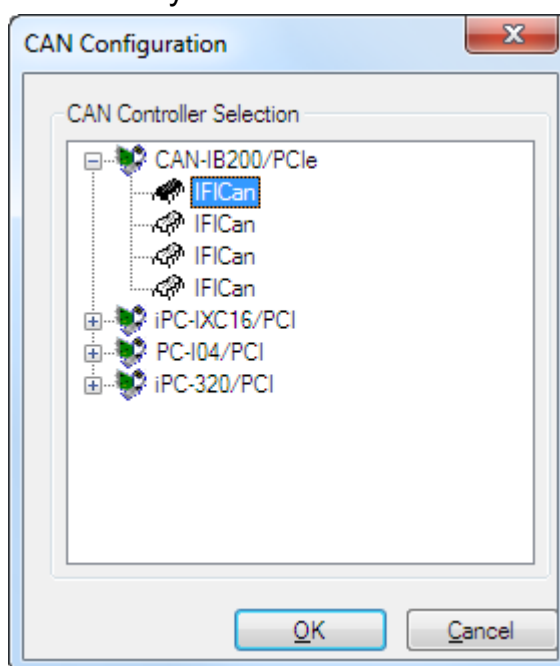 CAN Configuration
CAN Controller Selection
CAN-IB200/PCIe
IFICan
IFICan
IFICan
IFICan
iPC-IXC16/PCI
PC-I04/PCI
iPC-320/PCI
OK
Cancel